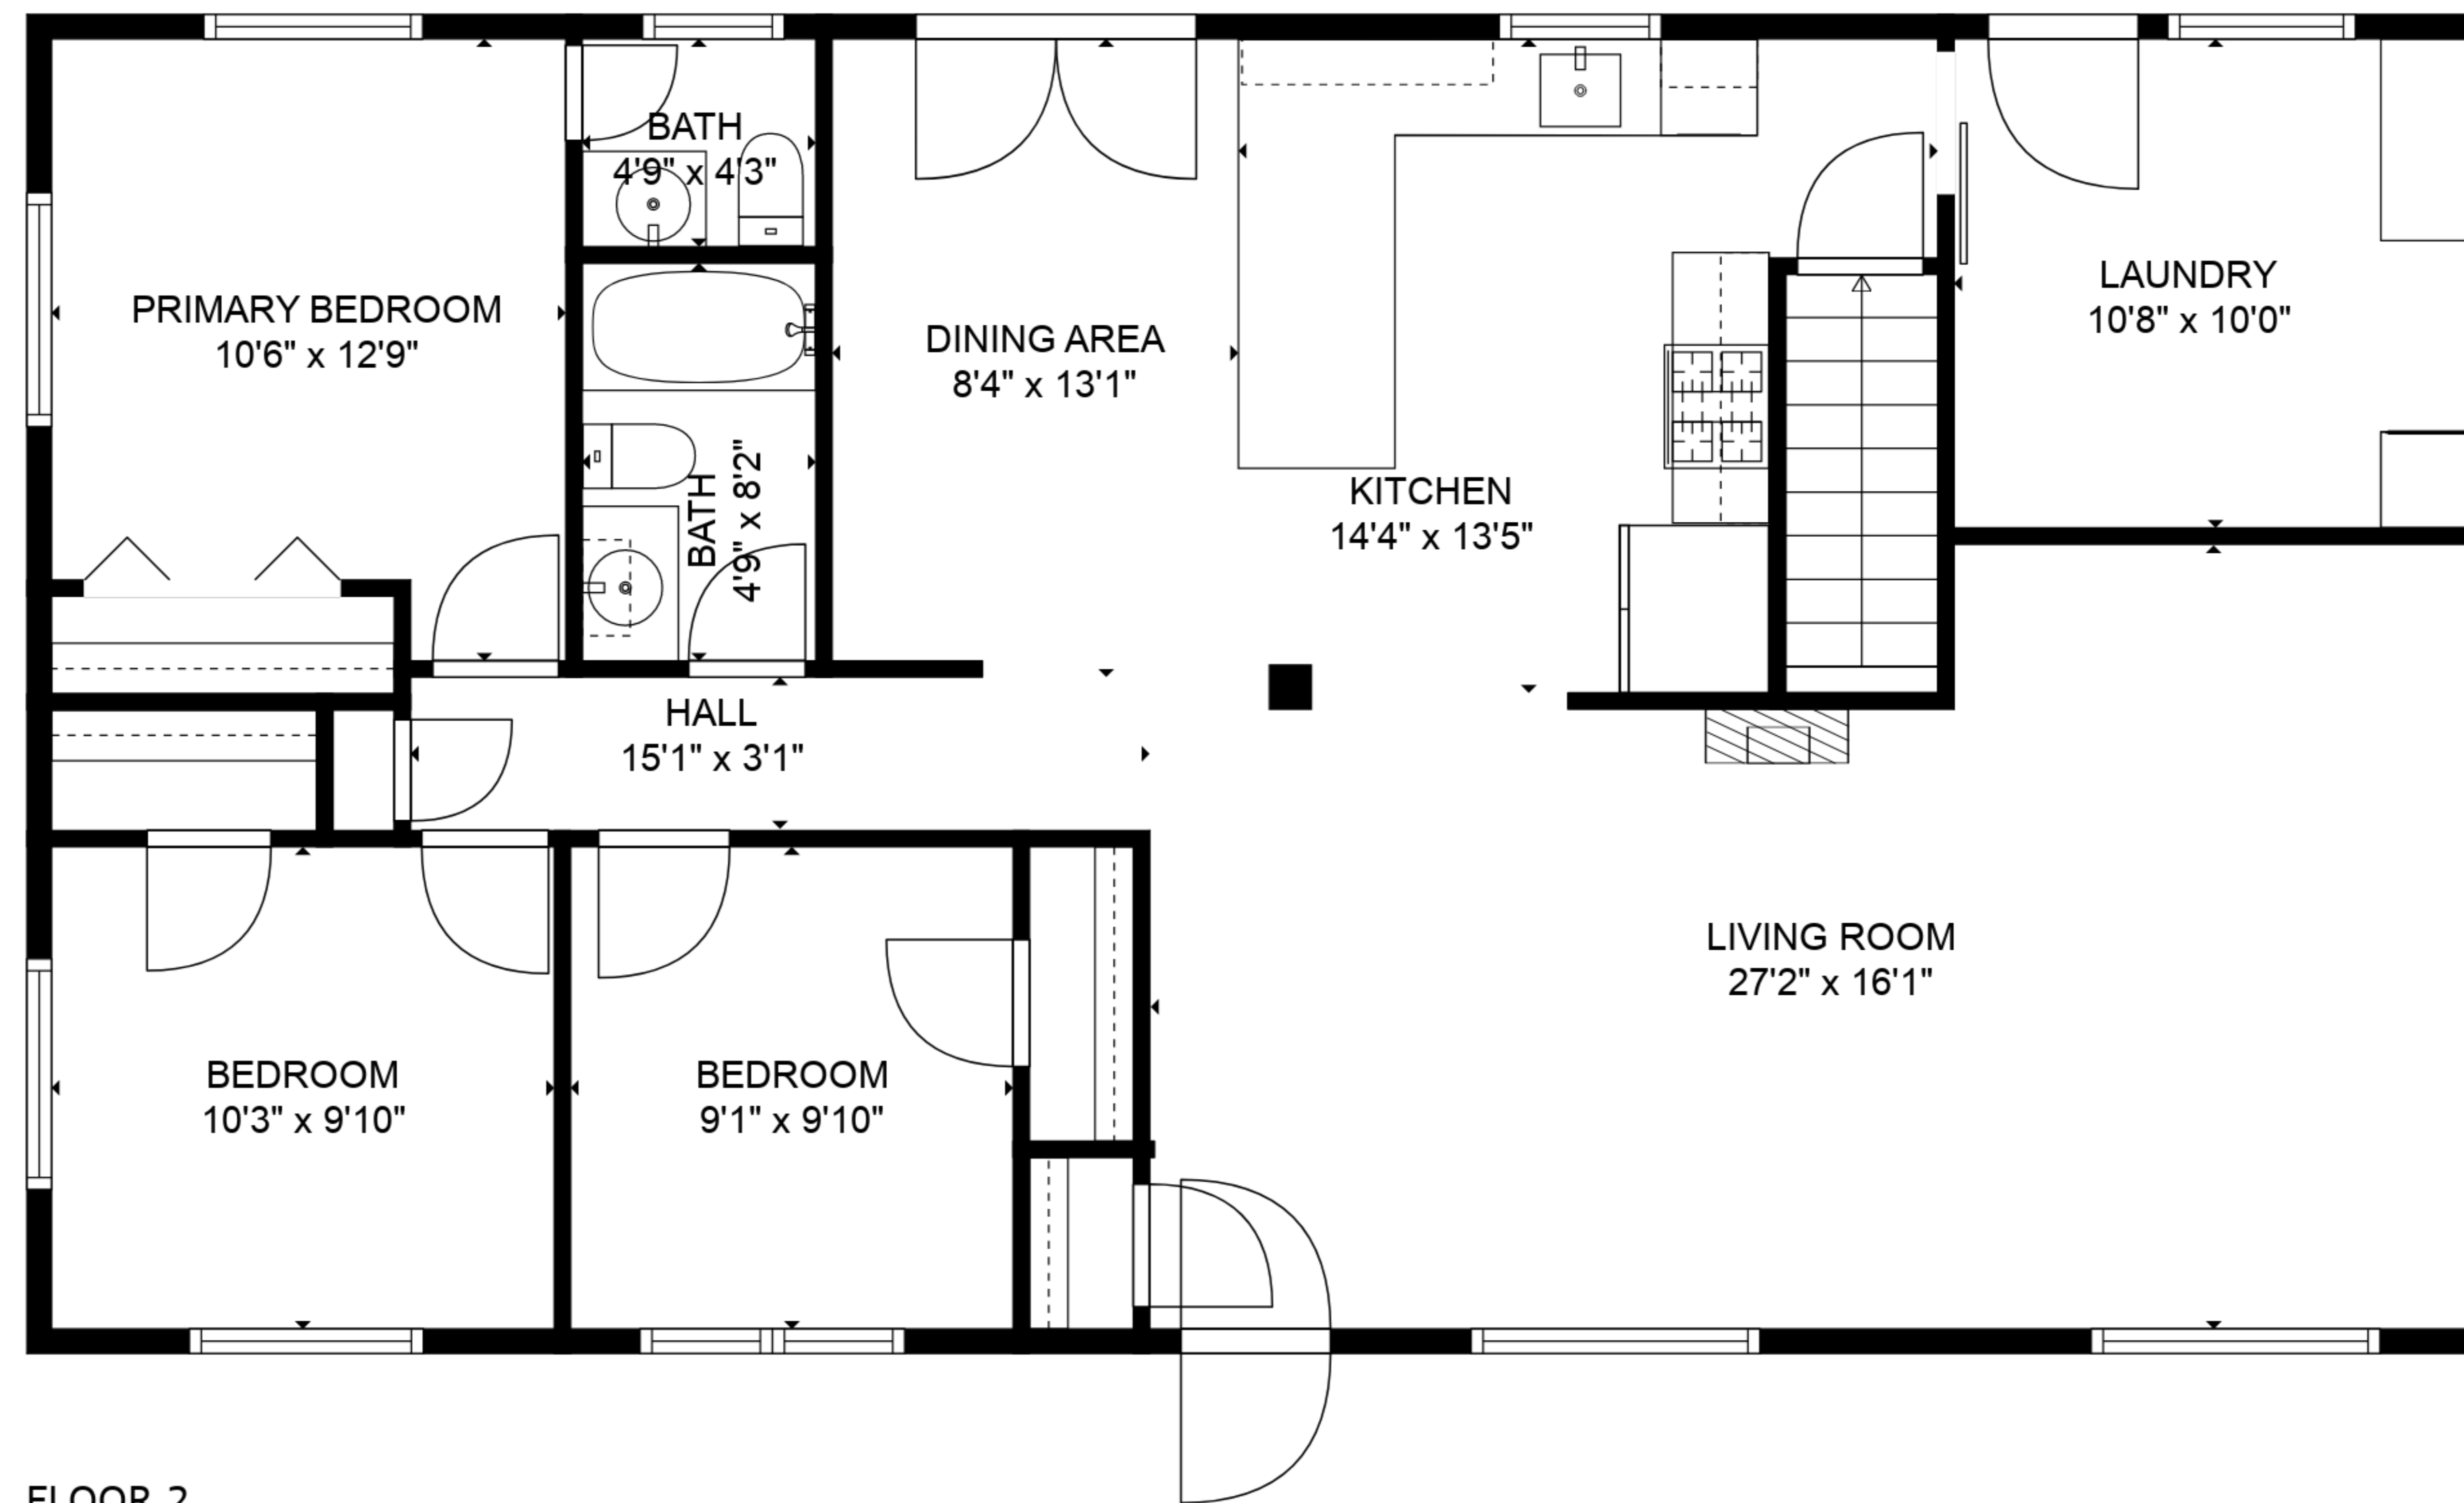 BATH
4'9" x 4'3"
PRIMARY BEDROOM
10'6" x 12'9"
DINING AREA
8'4" x 13'1"
LAUNDRY
10'8" x 10'0"
BATH
4'9" x 8'2"
KITCHEN
14'4" x 13'5"
HALL
15'1" x 3'1"
LIVING ROOM
27'2" x 16'1"
BEDROOM
10'3" x 9'10"
BEDROOM
9'1" x 9'10"
FLOOR 2